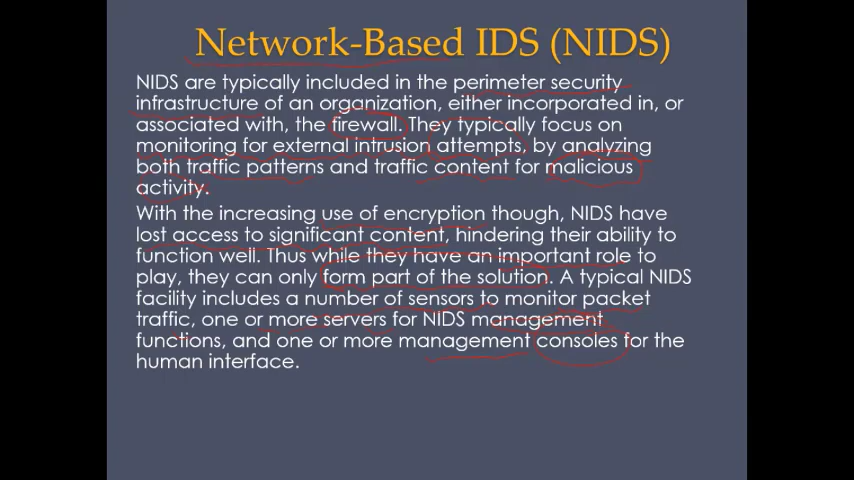 Network-Based IDS (NIDS)
NIDS are typically included in the perimeter security
infrastructure of an organization, either incorporated in, or
associated with, the firewall. They typically focus on
monitoring for external intrusion attempts, by analyzing
both traffic patterns and traffic content for malicious
activity.
With the increasing use of encryption though, NIDS have
lost access to significant content, hindering their ability to
function well. Thus while they have an important role to
play, they can only form part of the solution. A typical NIDS
facility includes a number of sensors to monitor packet
traffic, one or more servers for NIDS management
functions, and one or more management consoles for the
human interface.